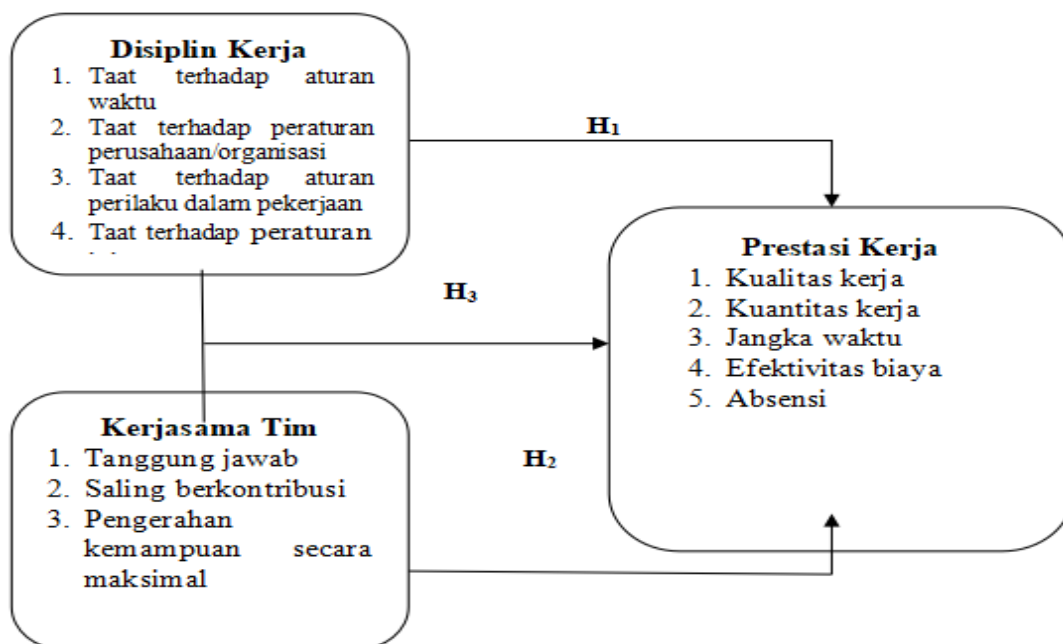 Disiplin Kerja
1. Taat terhadap aturan
waktu
2. Taat terhadap peraturan
perusahaan/organisasi
3. Taat terhadap aturan
perilaku dalam pekerjaan
4. Taat terhadap peraturan
H₁
Prestasi Kerja
1. Kualitas kerja
2. Kuantitas kerja
3. Jangka waktu
4. Efektivitas biaya
5. Absensi
H₃
Kerjasama Tim
1. Tanggung jawab
2. Saling berkontribusi
3. Pengerahan
kemampuan secara
maksimal
H₂